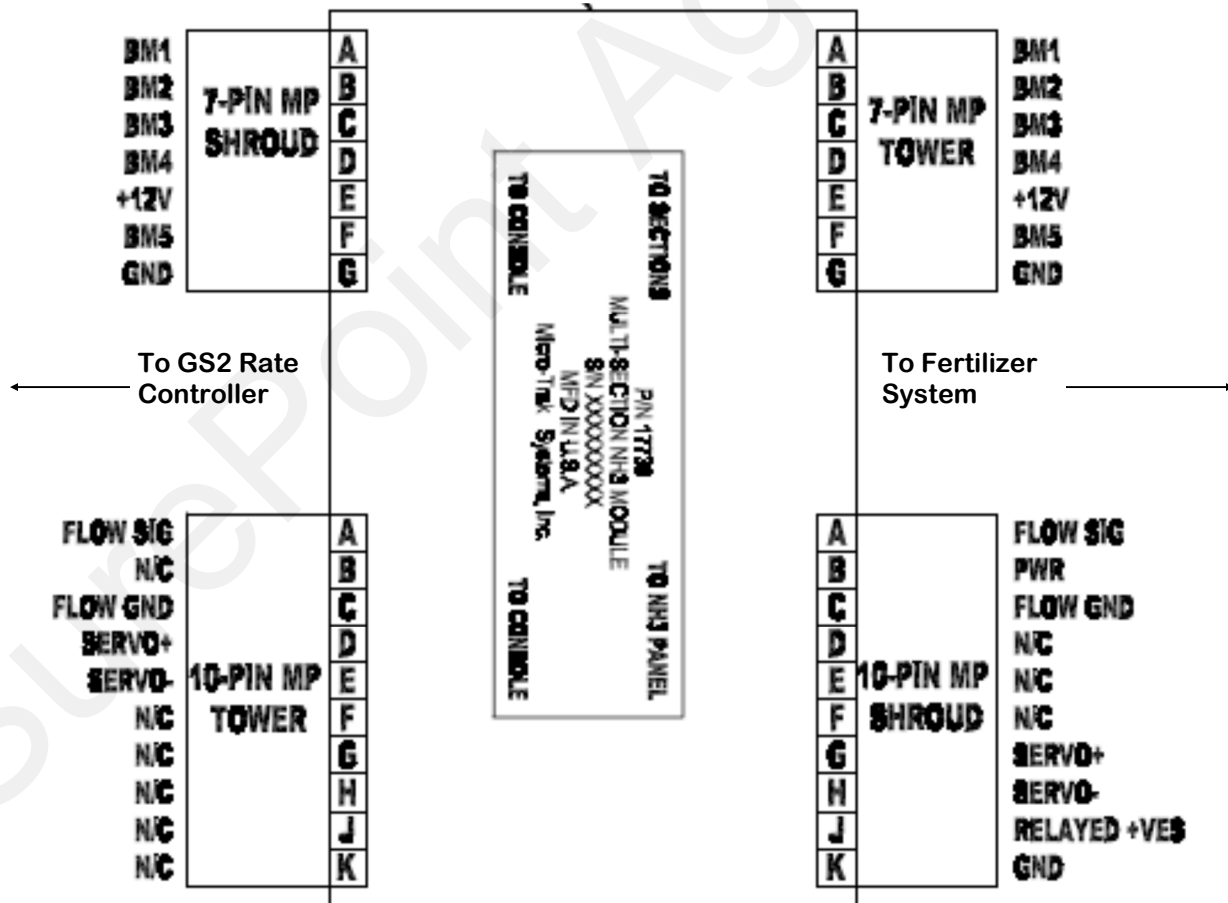 BM1
BM2
BM3
BM4
+12V
BM5
GND
7-PIN MP
SHROUD
A
B
C
D
E
F
G
A
B
C
D
E
F
G
7-PIN MP
TOWER
BM1
BM2
BM3
BM4
+12V
BM5
GND
TO CONSOLE
TO SECTIONS
To GS2 Rate
Controller
To Fertilizer
System
P/N 17738
MULTI-SECTION NH3 MODULE
S/N XXXXXXXX
MFD IN U.S.A.
Micro-Trak Systems, Inc.
TO CONSOLE
TO NH3 PANEL
FLOW SIG
N/C
FLOW GND
SERVO+
SERVO-
N/C
N/C
N/C
N/C
N/C
10-PIN MP
TOWER
A
B
C
D
E
F
G
H
J
K
A
B
C
D
E
F
G
H
J
K
10-PIN MP
SHROUD
FLOW SIG
PWR
FLOW GND
N/C
N/C
N/C
SERVO+
SERVO-
RELAYED +VES
GND
SurePoint Ag